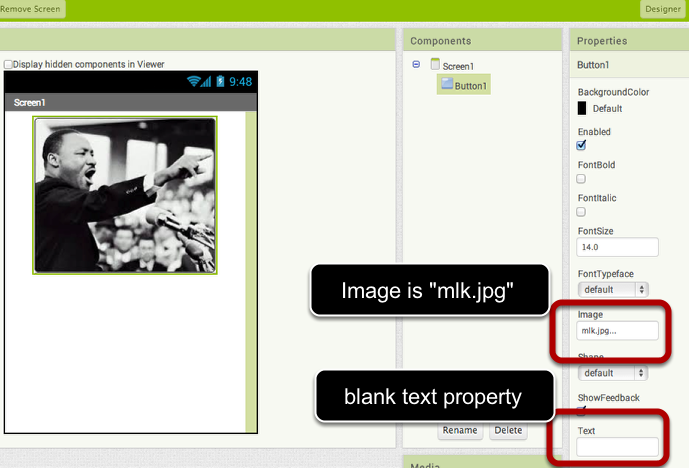 Remove Screen
Designer
Components
Properties
Display hidden components in Viewer
9:48
Screen1
Screen1
Button1
Button1
BackgroundColor
Default
Enabled
FontBold
FontItalic
FontSize
14.0
FontTypeface
default
Image is "mlk.jpg"
Image
mlk.jpg...
Shape
default
blank text property
ShowFeedback
Rename
Delete
Text
Media